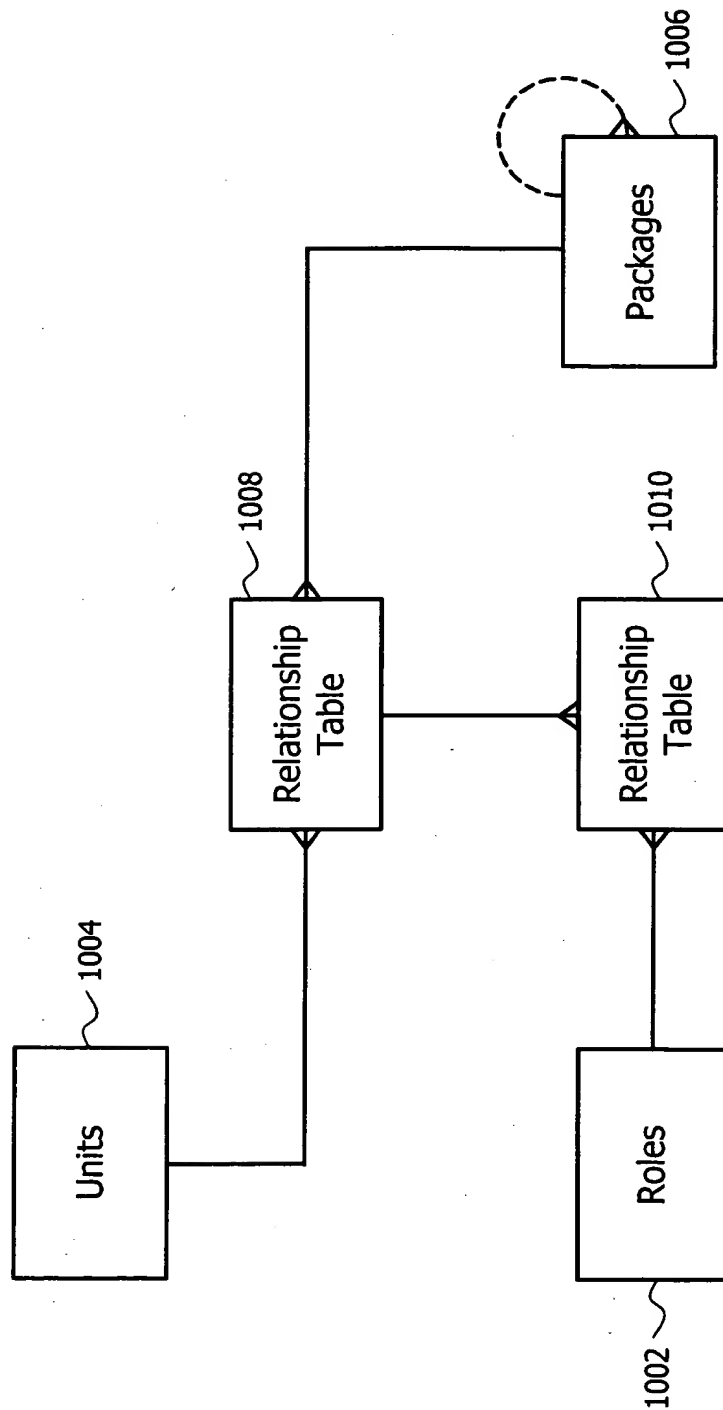 Units
1004
Relationship
Table
1008
Packages
1006
Roles
1002
Relationship
Table
1010